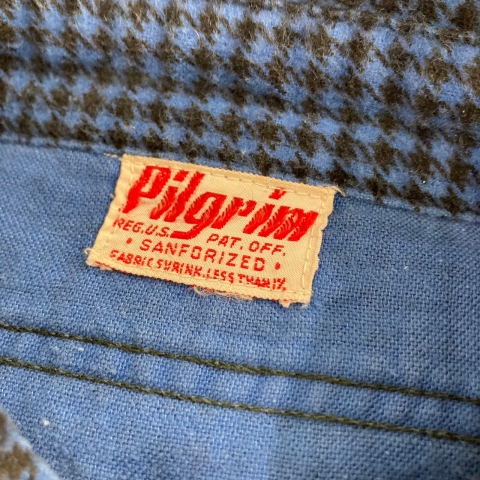 Pilgrim
REG. U.S. PAT. OFF.
· SANFORIZED ·
FABRIC SHRINK. LESS THAN 1%